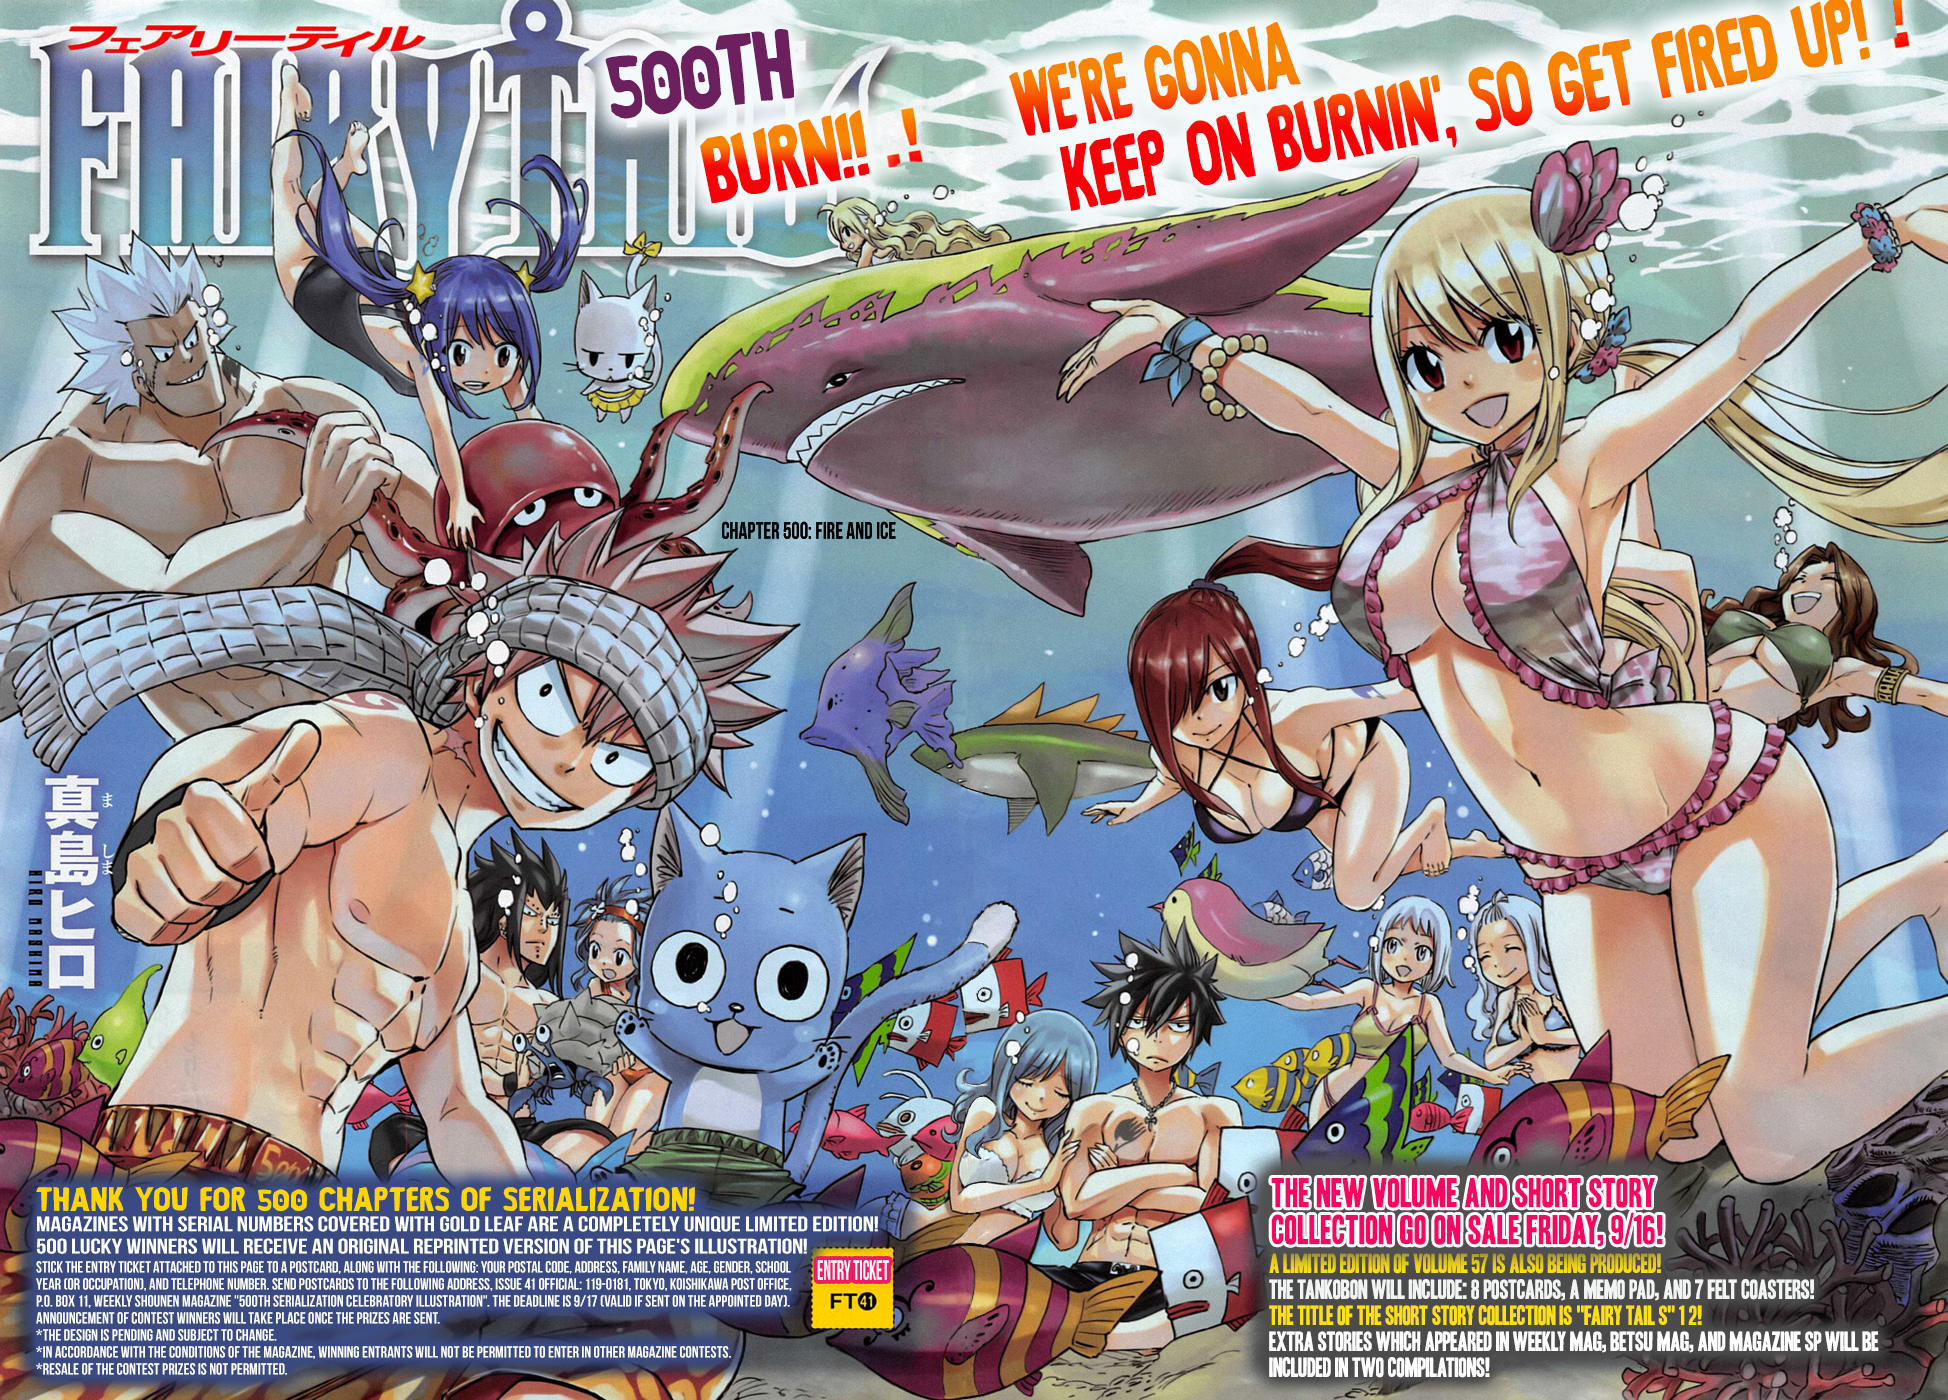 フェアリーテイル
FAIRY TAIL
500TH
BURN!! .!
WE'RE GONNA
KEEP ON BURNIN', SO GET FIRED UP! !
CHAPTER 500: FIRE AND ICE
真島ヒロ
ま しま
HIRO MASHIMA
THANK YOU FOR 500 CHAPTERS OF SERIALIZATION!
MAGAZINES WITH SERIAL NUMBERS COVERED WITH GOLD LEAF ARE A COMPLETELY UNIQUE LIMITED EDITION!
500 LUCKY WINNERS WILL RECEIVE AN ORIGINAL REPRINTED VERSION OF THIS PAGE'S ILLUSTRATION!
STICK THE ENTRY TICKET ATTACHED TO THIS PAGE TO A POSTCARD, ALONG WITH THE FOLLOWING: YOUR POSTAL CODE, ADDRESS, FAMILY NAME, AGE, GENDER, SCHOOL
YEAR (OR OCCUPATION), AND TELEPHONE NUMBER. SEND POSTCARDS TO THE FOLLOWING ADDRESS, ISSUE 41 OFFICIAL: 119-0181, TOKYO, KOISHIKAWA POST OFFICE,
P.O. BOX 11, WEEKLY SHOUNEN MAGAZINE "500TH SERIALIZATION CELEBRATORY ILLUSTRATION". THE DEADLINE IS 9/17 (VALID IF SENT ON THE APPOINTED DAY).
ANNOUNCEMENT OF CONTEST WINNERS WILL TAKE PLACE ONCE THE PRIZES ARE SENT.
*THE DESIGN IS PENDING AND SUBJECT TO CHANGE.
*IN ACCORDANCE WITH THE CONDITIONS OF THE MAGAZINE, WINNING ENTRANTS WILL NOT BE PERMITTED TO ENTER IN OTHER MAGAZINE CONTESTS.
*RESALE OF THE CONTEST PRIZES IS NOT PERMITTED.
ENTRY TICKET
FT41
THE NEW VOLUME AND SHORT STORY
COLLECTION GO ON SALE FRIDAY, 9/16!
A LIMITED EDITION OF VOLUME 57 IS ALSO BEING PRODUCED!
THE TANKOBON WILL INCLUDE: 8 POSTCARDS, A MEMO PAD, AND 7 FELT COASTERS!
THE TITLE OF THE SHORT STORY COLLECTION IS "FAIRY TAIL S" 1 2!
EXTRA STORIES WHICH APPEARED IN WEEKLY MAG, BETSU MAG, AND MAGAZINE SP WILL BE
INCLUDED IN TWO COMPILATIONS!